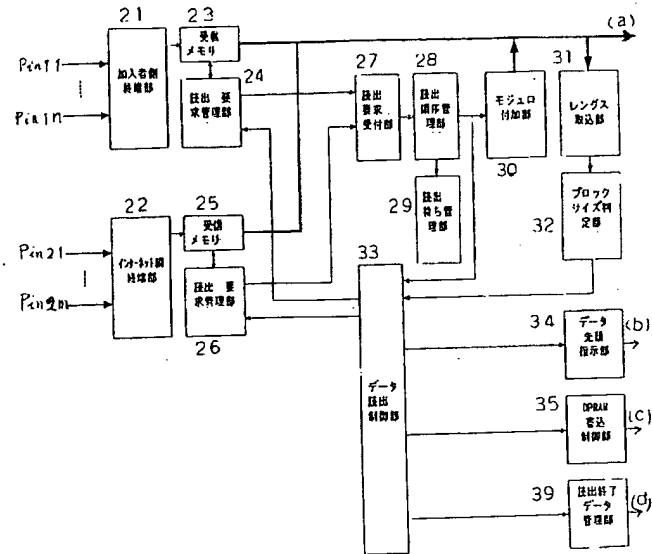 21
23
(a)
受信
メモリ
Pin11
加入者側
終端部
Pin1n
24
読出 要
求管理部
27
読出
要求
受付部
28
読出
順序管
理部
モジュロ
付加部
30
31
レングス
取込部
29
読出
待ち管
理部
32
ブロック
サイズ判
定部
22
25
受信
メモリ
Pin21
インターネット側
終端部
Pin2m
読出 要
求管理部
26
33
データ
読出
制御部
34
データ
先頭
指示部
(b)
35
DPRAM
書込
制御部
(c)
39
読出終了
データ
管理部
(d)